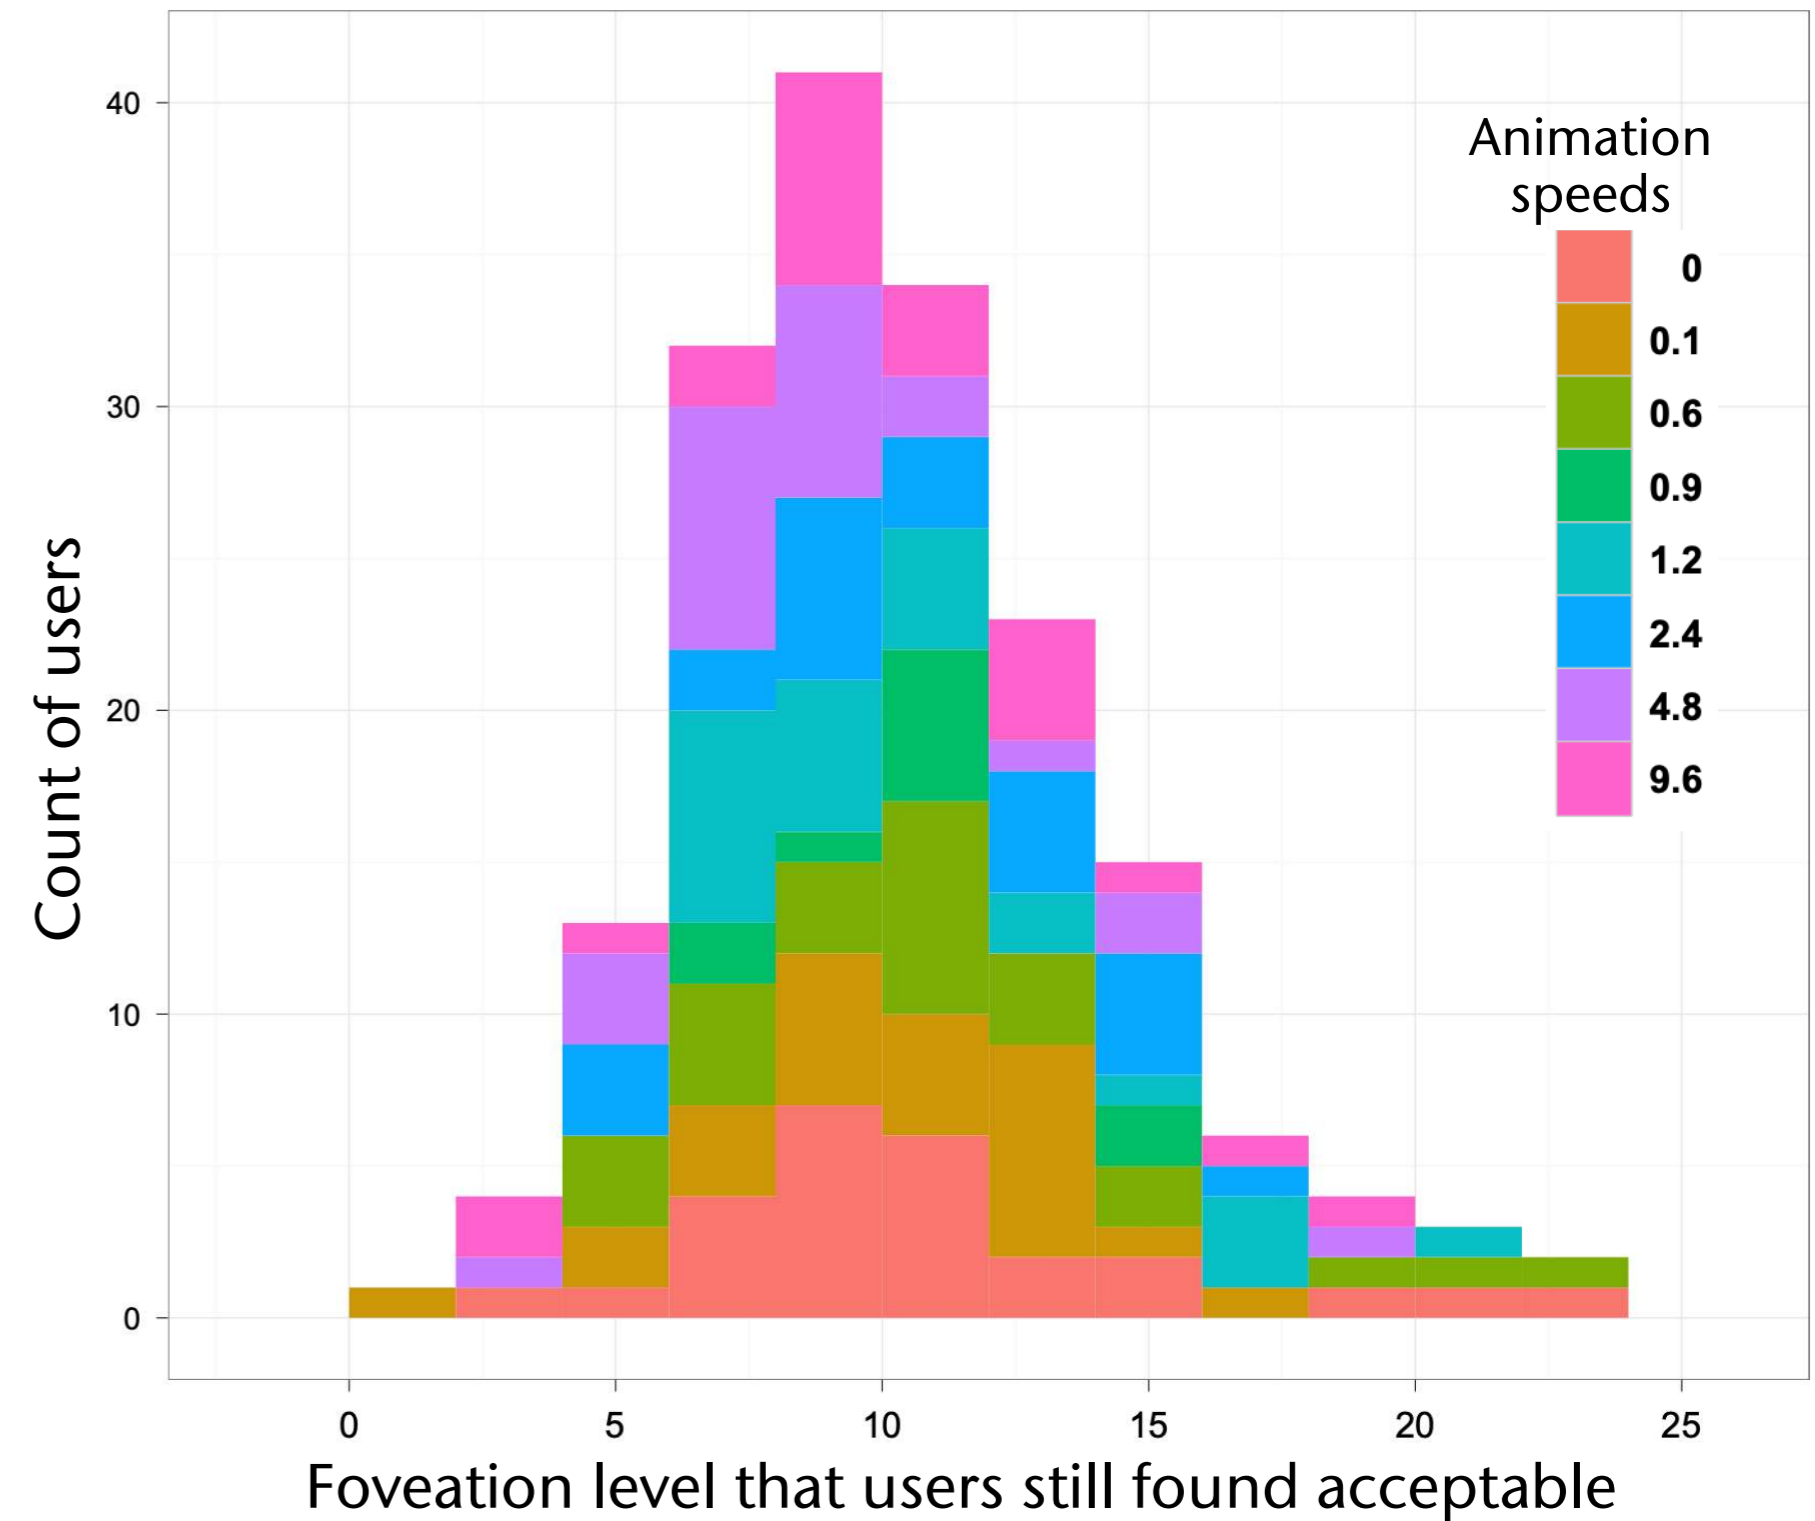 40
30
20
10
0
Count of users
Animation
speeds
0
0.1
0.6
0.9
1.2
2.4
4.8
9.6
0 5 10 15 20 25
Foveation level that users still found acceptable